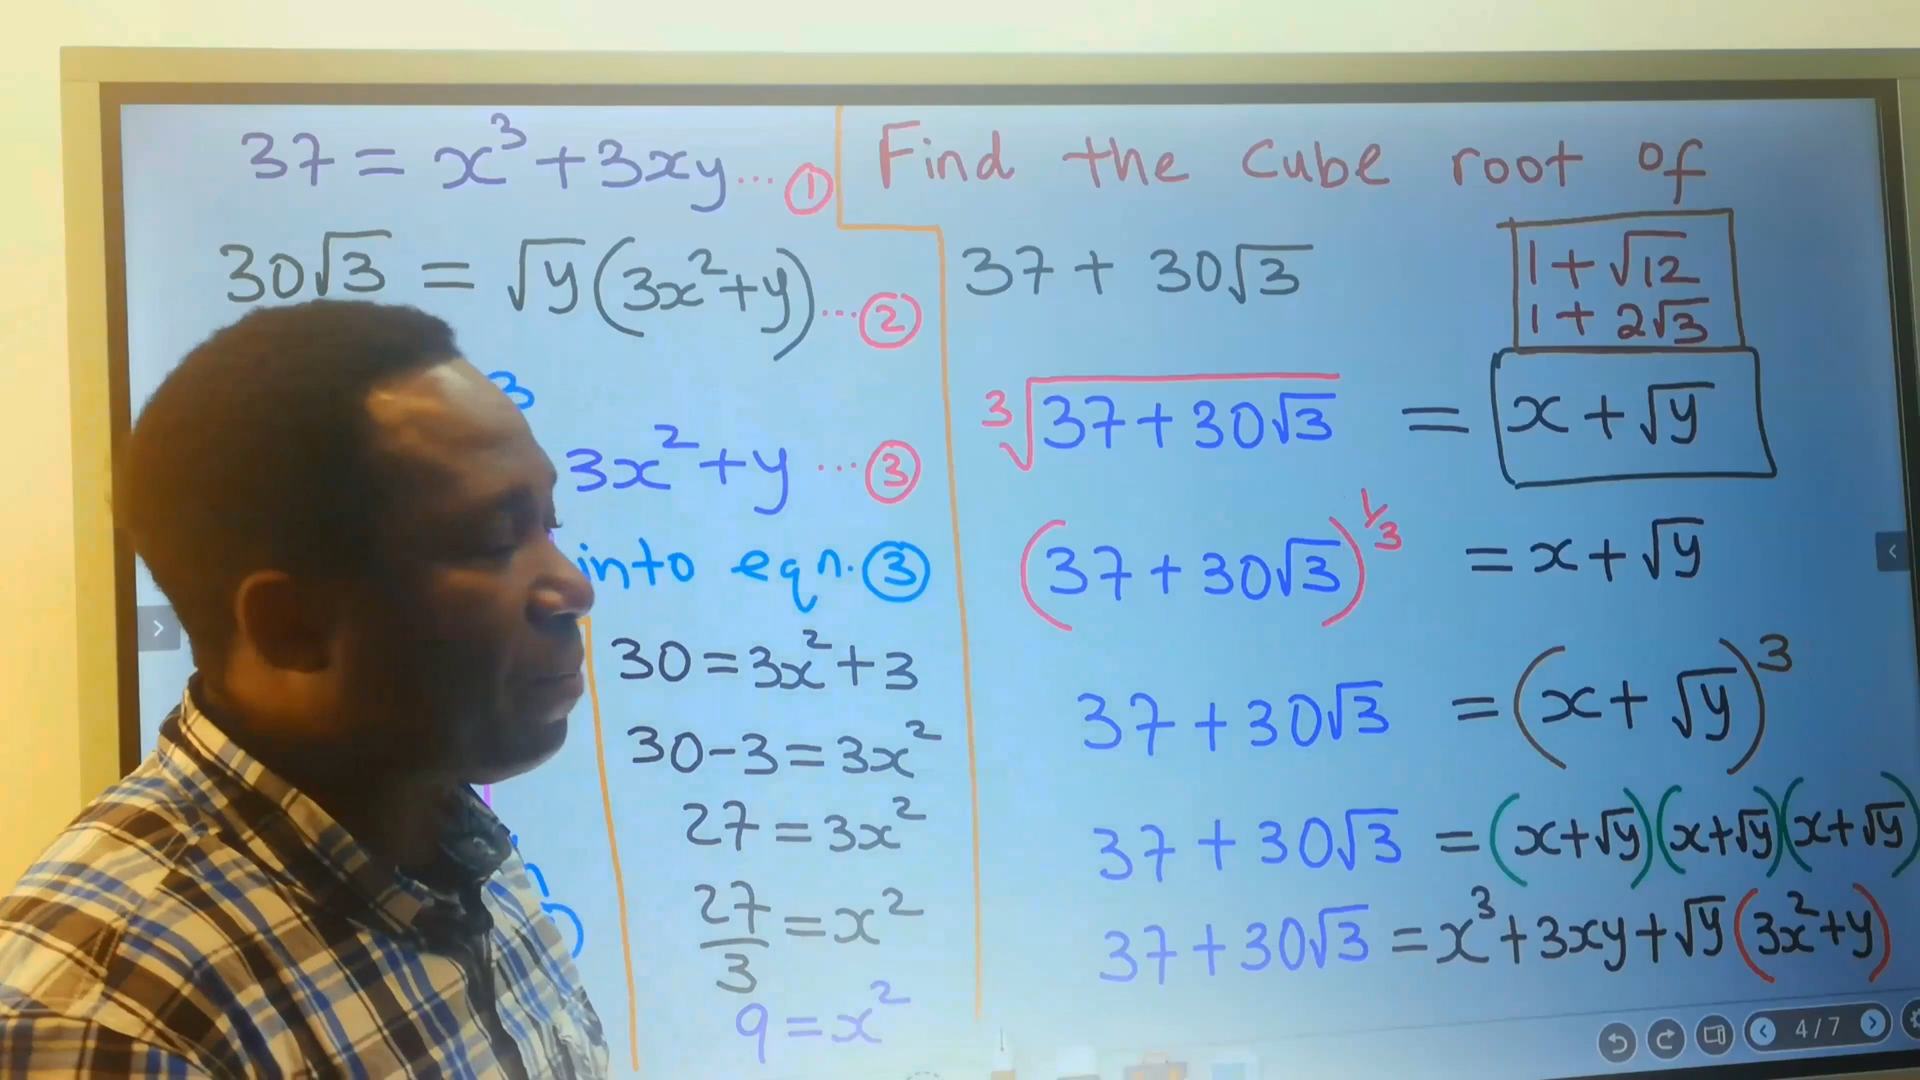 37 = x³ + 3xy ... ①
30√3 = √y(3x² + y) ... ②
3
3x² + y ... ③
into eqn. ③
30 = 3x² + 3
30 - 3 = 3x²
27 = 3x²
27/3 = x²
9 = x²
Find the Cube root of
37 + 30√3
1 + √12
1 + 2√3
∛(37 + 30√3) = x + √y
(37 + 30√3)^(1/3) = x + √y
37 + 30√3 = (x + √y)³
37 + 30√3 = (x+√y)(x+√y)(x+√y)
37 + 30√3 = x³ + 3xy + √y(3x² + y)
4/7